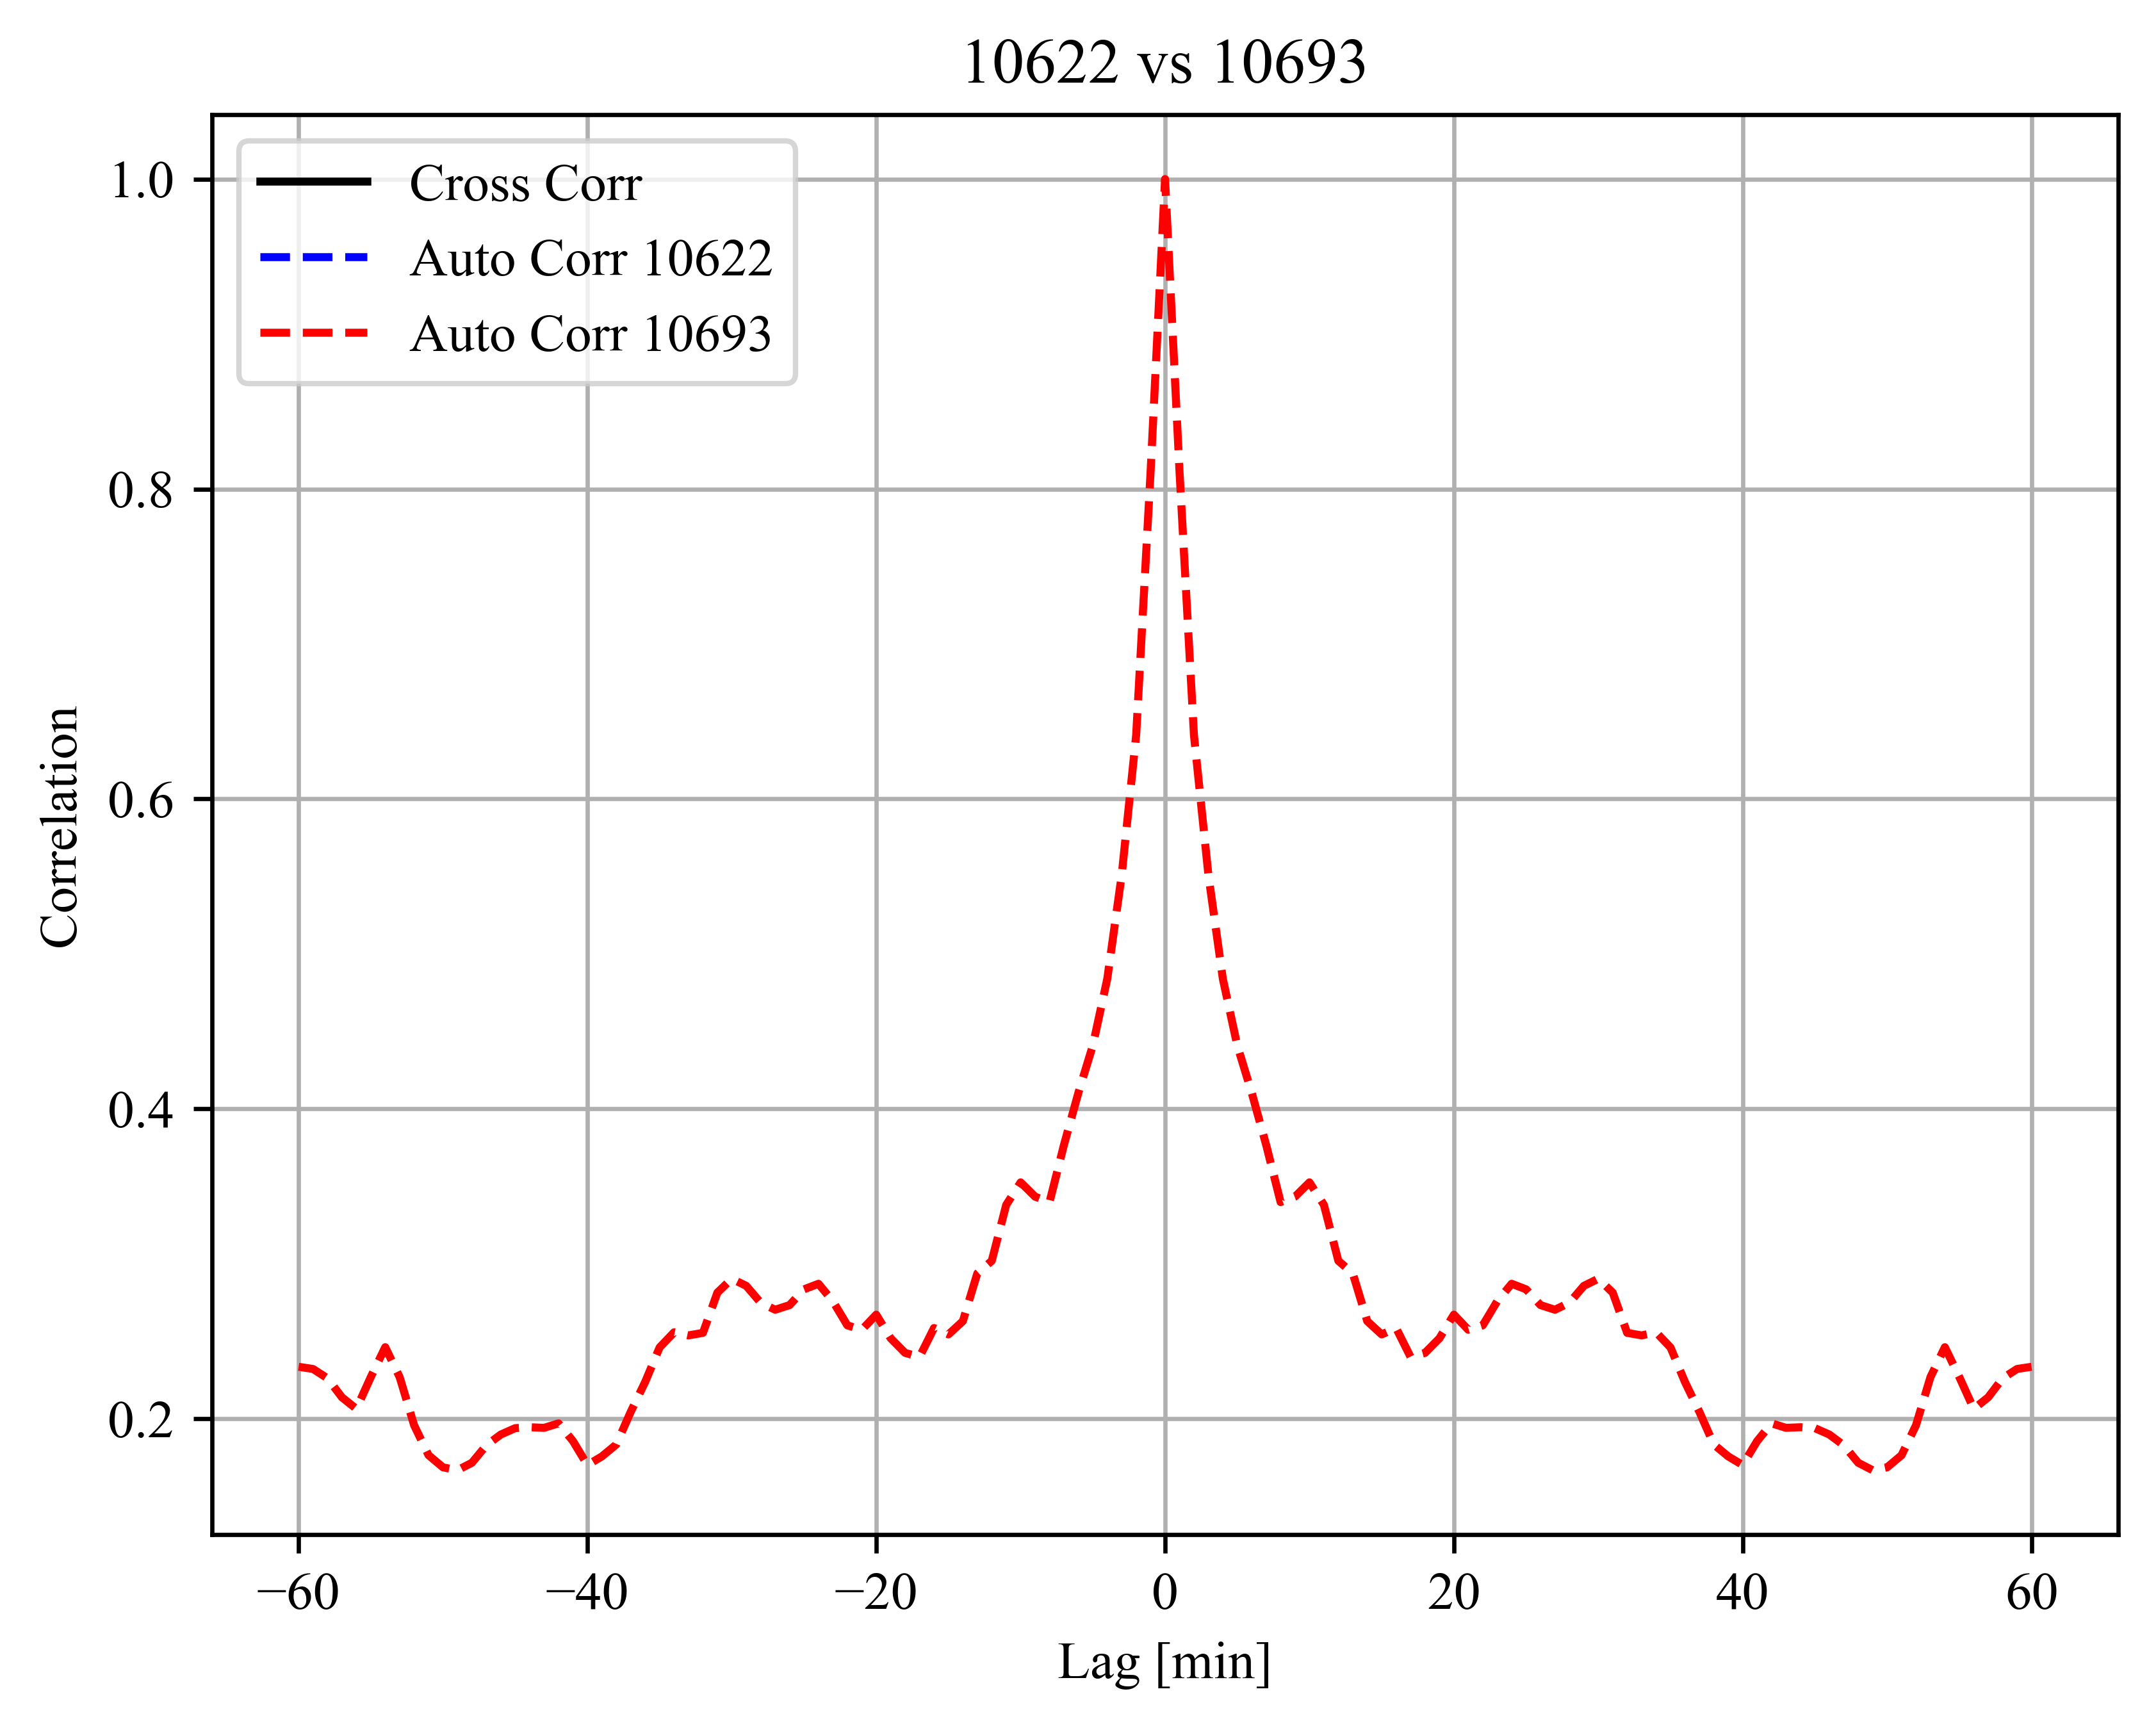 10622 vs 10693
Cross Corr
Auto Corr 10622
Auto Corr 10693
1.0
0.8
0.6
0.4
0.2
Correlation
−60 −40 −20 0 20 40 60
Lag [min]